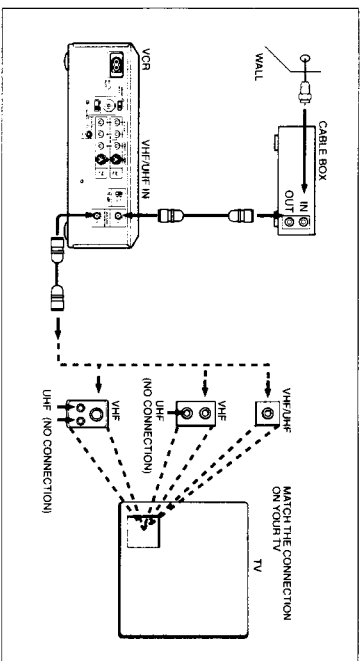 WALL
CABLE BOX
IN
OUT
VCR
VHF/UHF IN
VHF/UHF
VHF
UHF
(NO CONNECTION)
VHF
UHF (NO CONNECTION)
MATCH THE CONNECTION
ON YOUR TV
TV